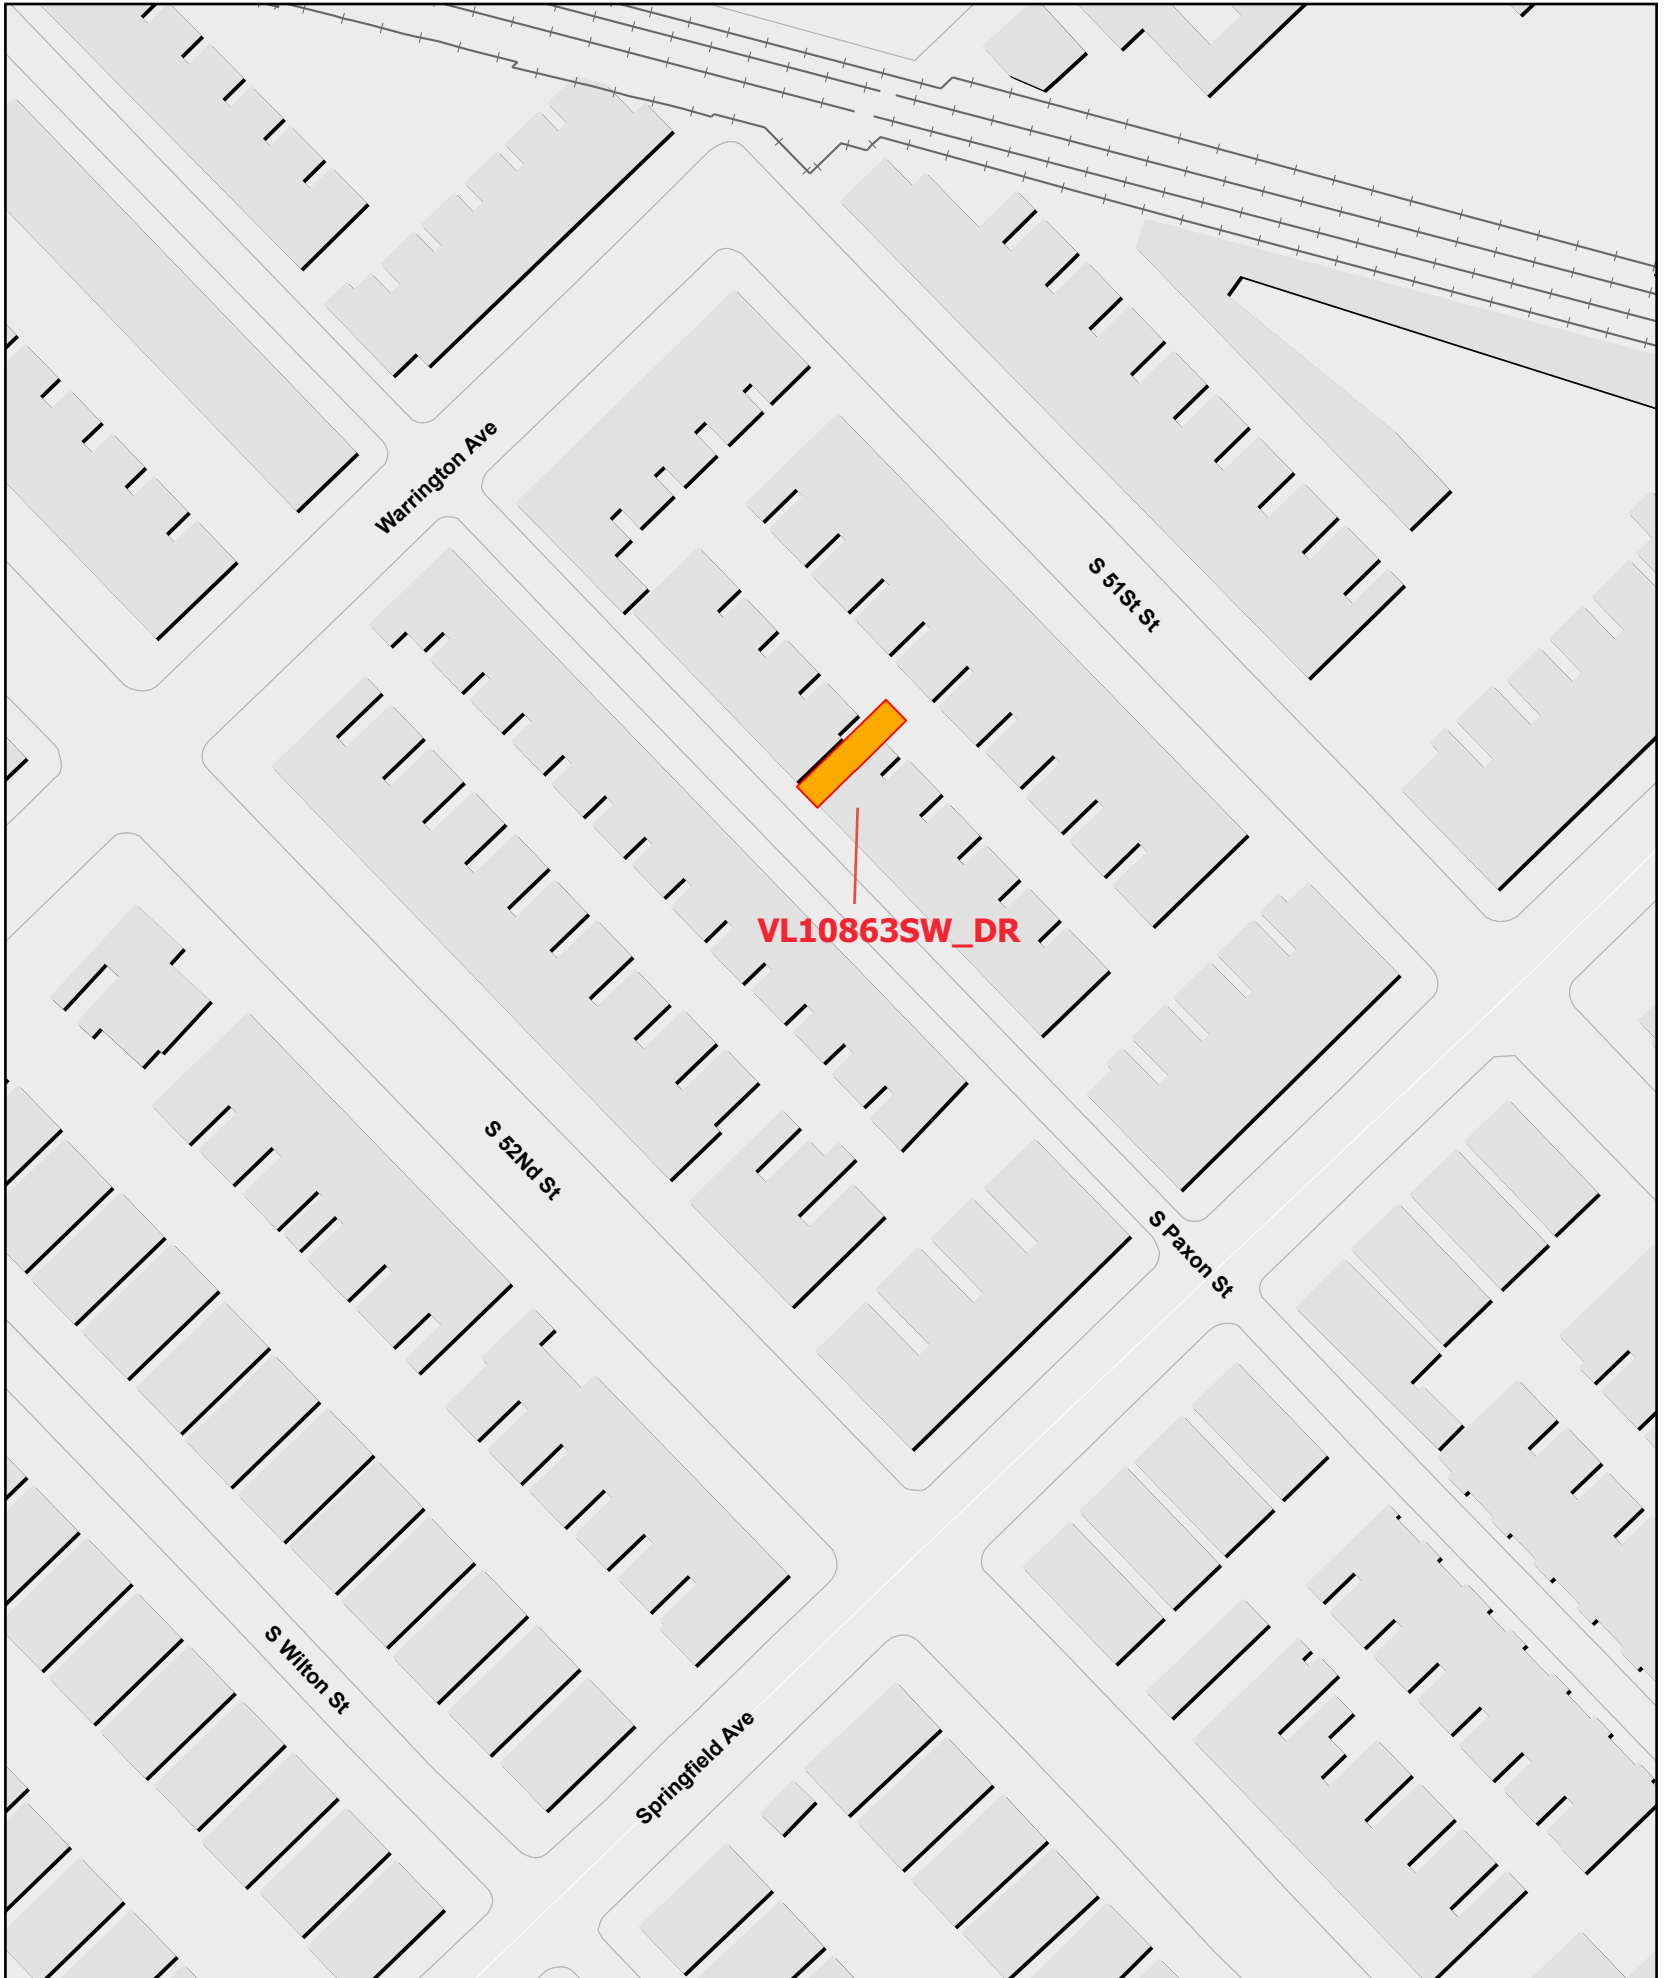 Warrington Ave
S 51St St
VL10863SW_DR
S 52Nd St
S Paxon St
S Wilton St
Springfield Ave